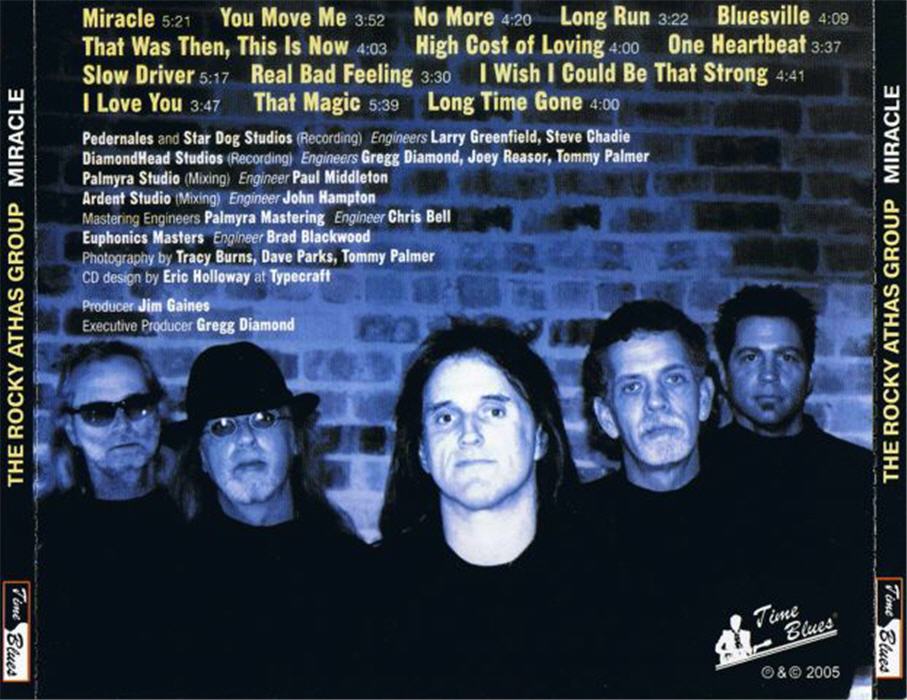 Miracle 5:21 You Move Me 3:52 No More 4:20 Long Run 3:22 Bluesville 4:09
That Was Then, This Is Now 4:03 High Cost of Loving 4:00 One Heartbeat 3:37
Slow Driver 5:17 Real Bad Feeling 3:30 I Wish I Could Be That Strong 4:41
I Love You 3:47 That Magic 5:39 Long Time Gone 4:00
Pedernales and Star Dog Studios (Recording) Engineers Larry Greenfield, Steve Chadie
DiamondHead Studios (Recording) Engineers Gregg Diamond, Joey Reasor, Tommy Palmer
Palmyra Studio (Mixing) Engineer Paul Middleton
Ardent Studio (Mixing) Engineer John Hampton
Mastering Engineers Palmyra Mastering Engineer Chris Bell
Euphonics Masters Engineer Brad Blackwood
Photography by Tracy Burns, Dave Parks, Tommy Palmer
CD design by Eric Holloway at Typecraft
Producer Jim Gaines
Executive Producer Gregg Diamond
THE ROCKY ATHAS GROUP MIRACLE
Time Blues
THE ROCKY ATHAS GROUP MIRACLE
Time Blues
Time
Blues
℗ & © 2005